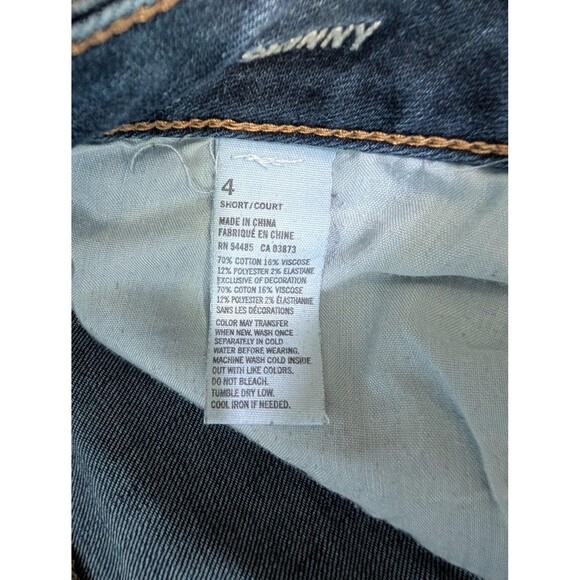 SKINNY
4
SHORT/COURT
MADE IN CHINA
FABRIQUÉ EN CHINE
RN 54485 CA 03873
70% COTTON 16% VISCOSE
12% POLYESTER 2% ELASTANE
EXCLUSIVE OF DECORATION
70% COTON 16% VISCOSE
12% POLYESTER 2% ÉLASTHANNE
SANS LES DÉCORATIONS
COLOR MAY TRANSFER
WHEN NEW. WASH ONCE
SEPARATELY IN COLD
WATER BEFORE WEARING.
MACHINE WASH COLD INSIDE
OUT WITH LIKE COLORS.
DO NOT BLEACH.
TUMBLE DRY LOW.
COOL IRON IF NEEDED.